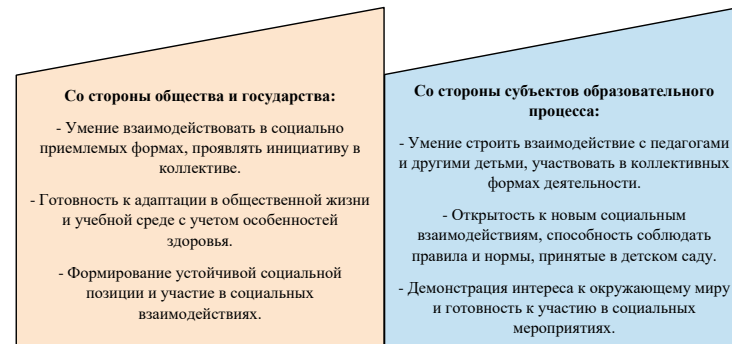 Со стороны общества и государства:
- Умение взаимодействовать в социально
приемлемых формах, проявлять инициативу в
коллективе.
- Готовность к адаптации в общественной жизни
и учебной среде с учетом особенностей
здоровья.
- Формирование устойчивой социальной
позиции и участие в социальных
взаимодействиях.
Со стороны субъектов образовательного
процесса:
- Умение строить взаимодействие с педагогами
и другими детьми, участвовать в коллективных
формах деятельности.
- Открытость к новым социальным
взаимодействиям, способность соблюдать
правила и нормы, принятые в детском саду.
- Демонстрация интереса к окружающему миру
и готовность к участию в социальных
мероприятиях.